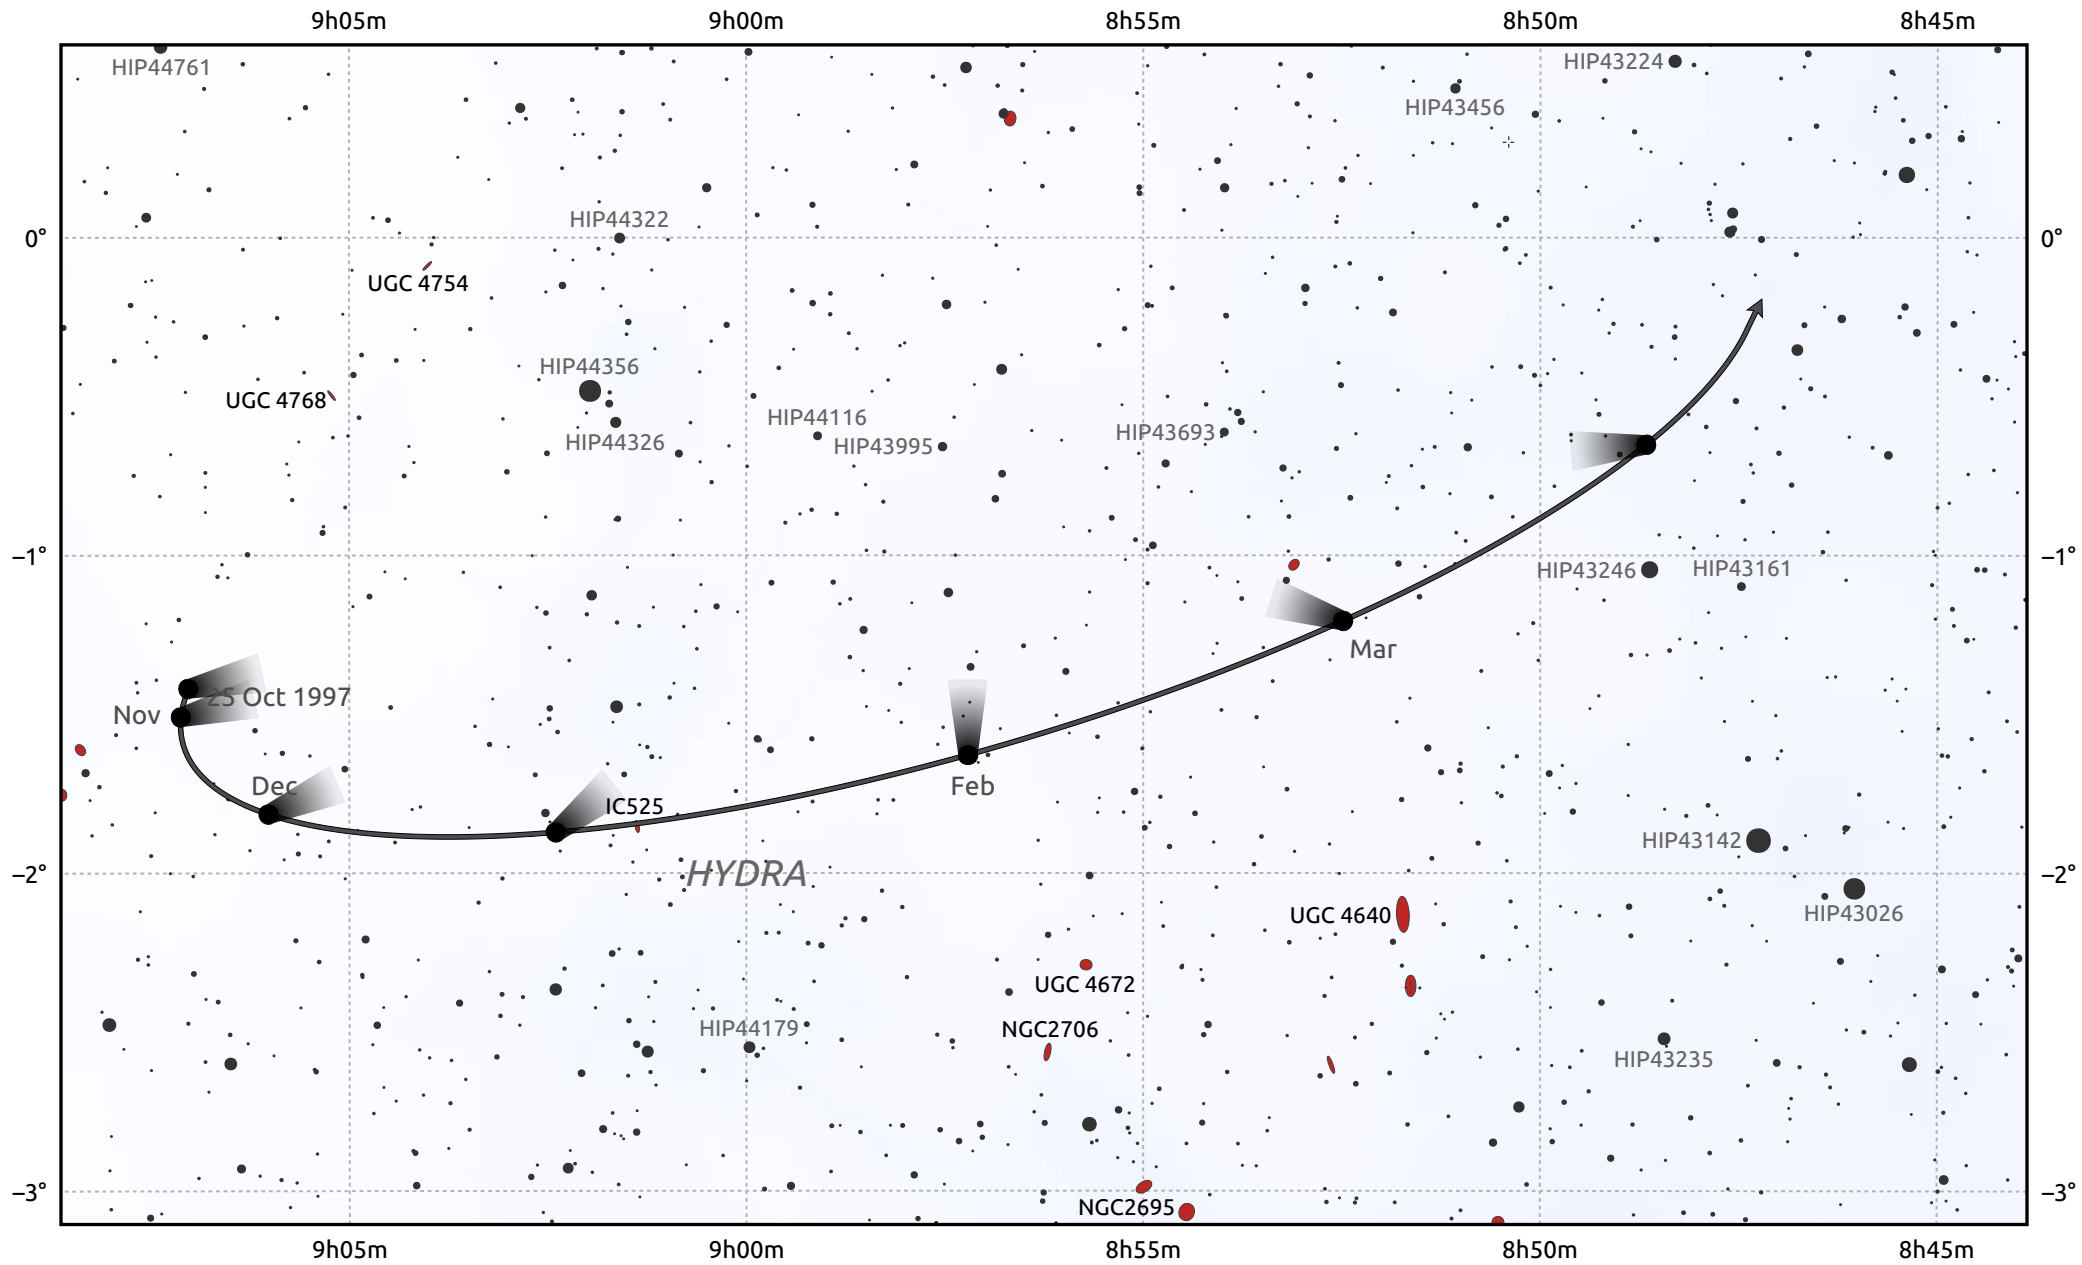 9h05m 9h00m 8h55m 8h50m 8h45m
HIP44761
HIP43224
HIP43456
HIP44322
0° 0°
UGC 4754
HIP44356
UGC 4768
HIP44116
HIP44326
HIP43995
HIP43693
−1° −1°
HIP43246
HIP43161
Mar
25 Oct 1997
Nov
Dec
Feb
IC525
HIP43142
HYDRA
−2° −2°
UGC 4640
HIP43026
UGC 4672
HIP44179
NGC2706
HIP43235
−3° −3°
NGC2695
9h05m 9h00m 8h55m 8h50m 8h45m